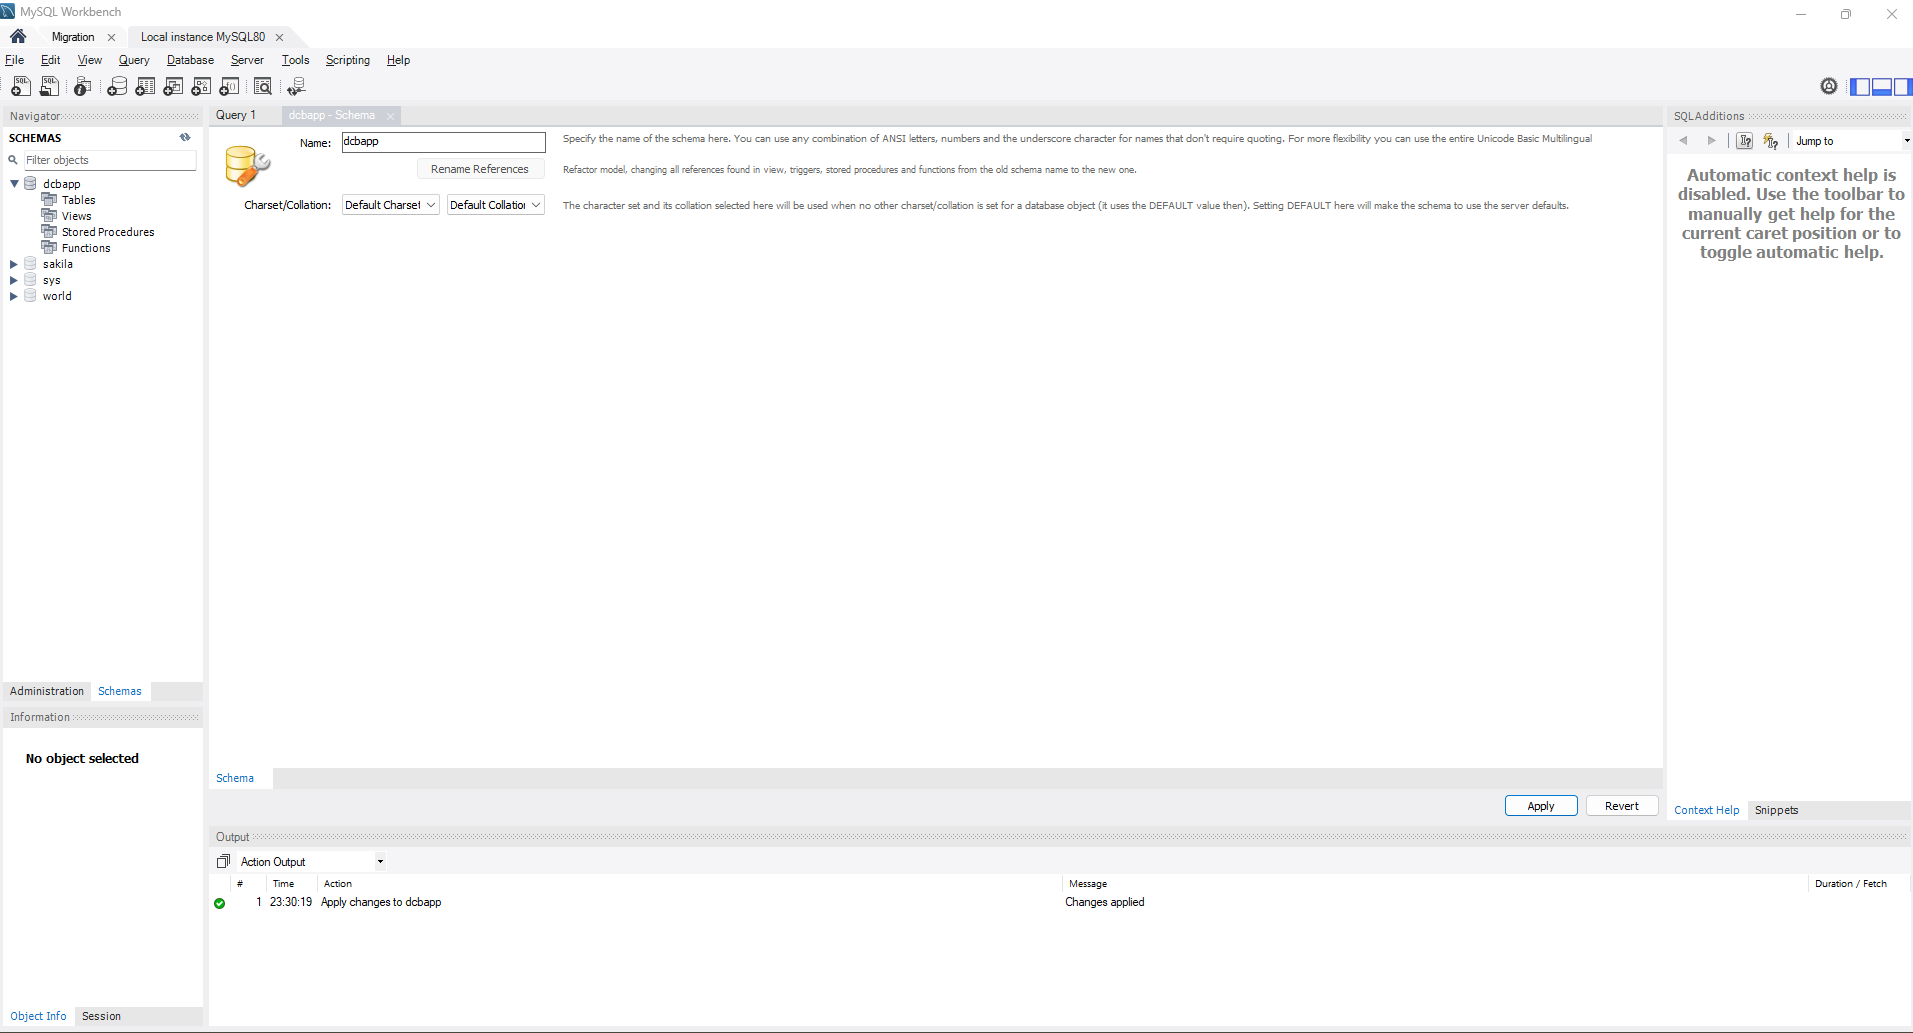 MySQL Workbench
Migration
Local instance MySQL80
File Edit View Query Database Server Tools Scripting Help
Navigator
SCHEMAS
Filter objects
dcbapp
Tables
Views
Stored Procedures
Functions
sakila
sys
world
Administration Schemas
Information
No object selected
Object Info Session
Query 1 dcbapp - Schema
Name: dcbapp
Specify the name of the schema here. You can use any combination of ANSI letters, numbers and the underscore character for names that don't require quoting. For more flexibility you can use the entire Unicode Basic Multilingual
Rename References
Refactor model, changing all references found in view, triggers, stored procedures and functions from the old schema name to the new one.
Charset/Collation: Default Charset Default Collation
The character set and its collation selected here will be used when no other charset/collation is set for a database object (it uses the DEFAULT value then). Setting DEFAULT here will make the schema to use the server defaults.
Schema
Apply Revert
Output
Action Output
# Time Action Message Duration / Fetch
1 23:30:19 Apply changes to dcbapp Changes applied
SQLAdditions
Jump to
Automatic context help is
disabled. Use the toolbar to
manually get help for the
current caret position or to
toggle automatic help.
Context Help Snippets